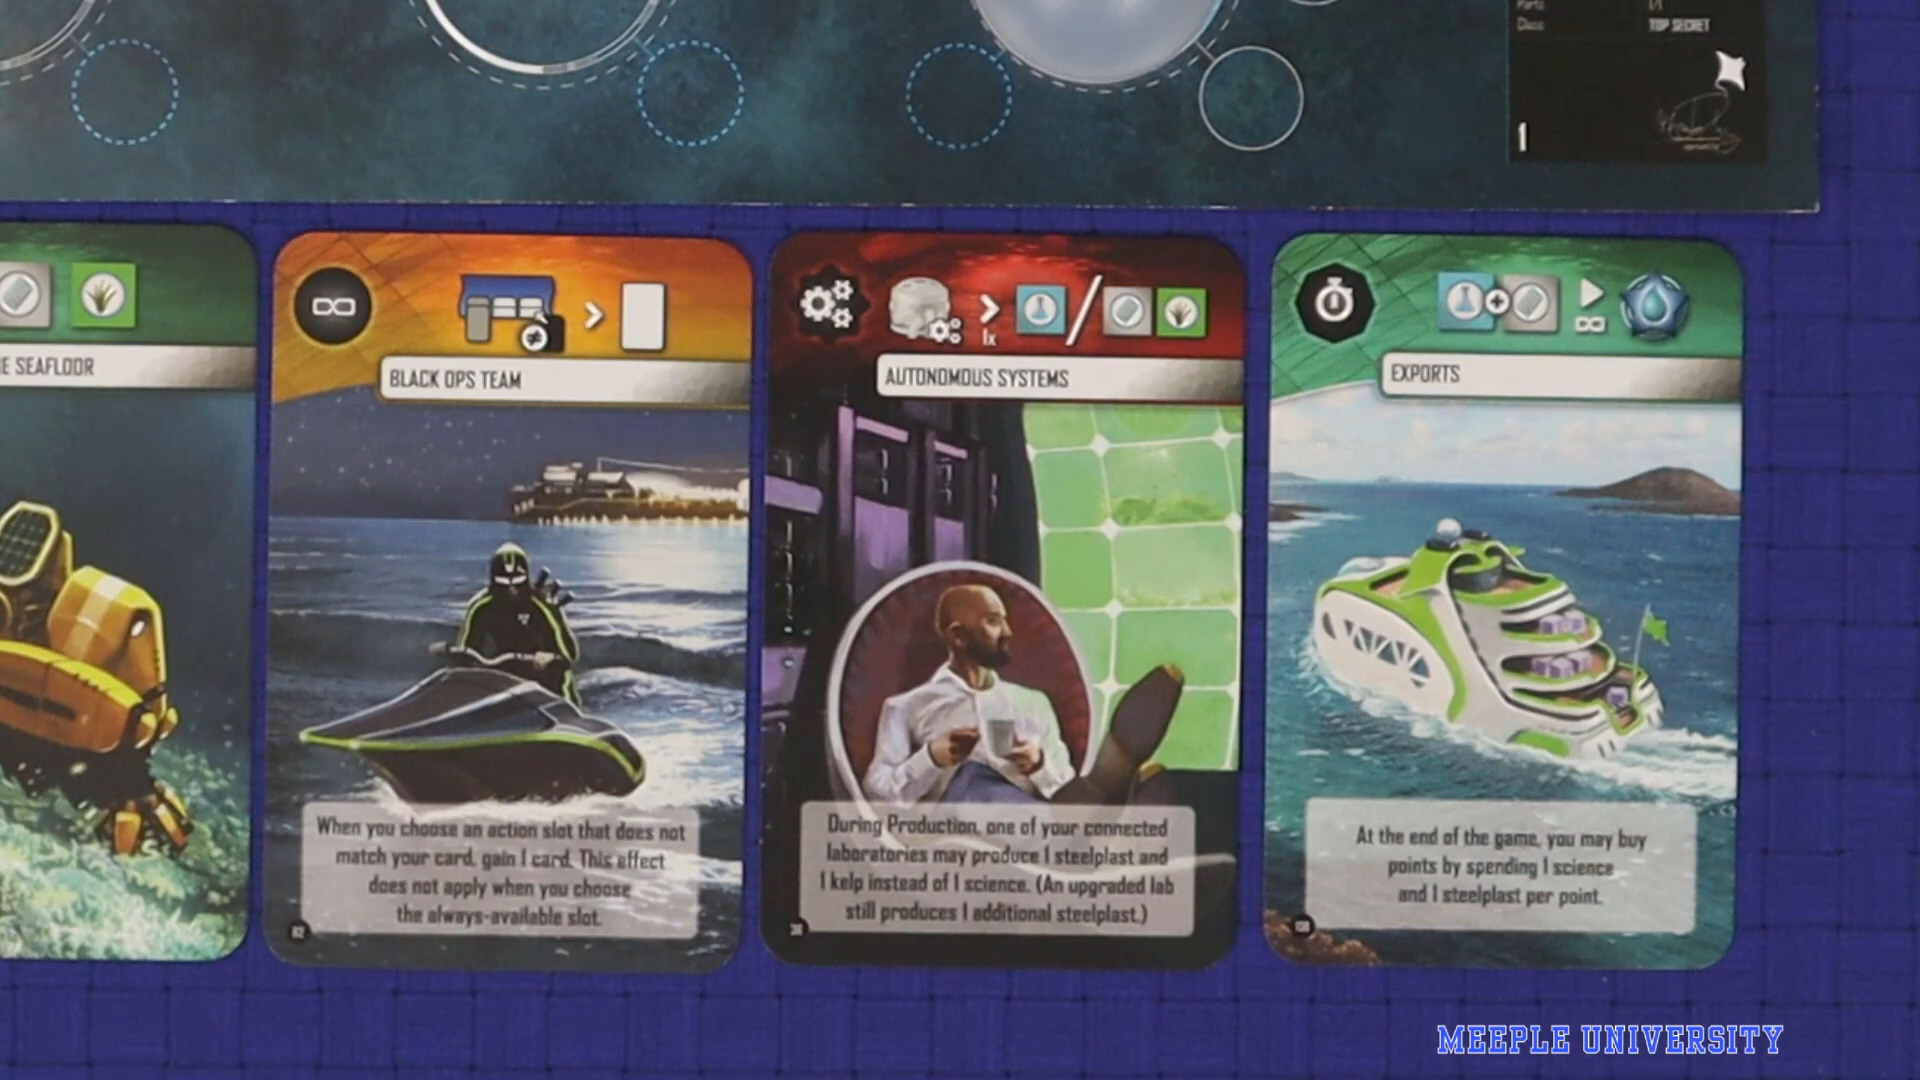 Parts: 1/1
Class: TOP SECRET
1
E SEAFLOOR
BLACK OPS TEAM
1x
AUTONOMOUS SYSTEMS
EXPORTS
When you choose an action slot that does not
match your card, gain 1 card. This effect
does not apply when you choose
the always-available slot.
During Production, one of your connected
laboratories may produce 1 steelplast and
1 kelp instead of 1 science. (An upgraded lab
still produces 1 additional steelplast.)
At the end of the game, you may buy
points by spending 1 science
and 1 steelplast per point.
MEEPLE UNIVERSITY